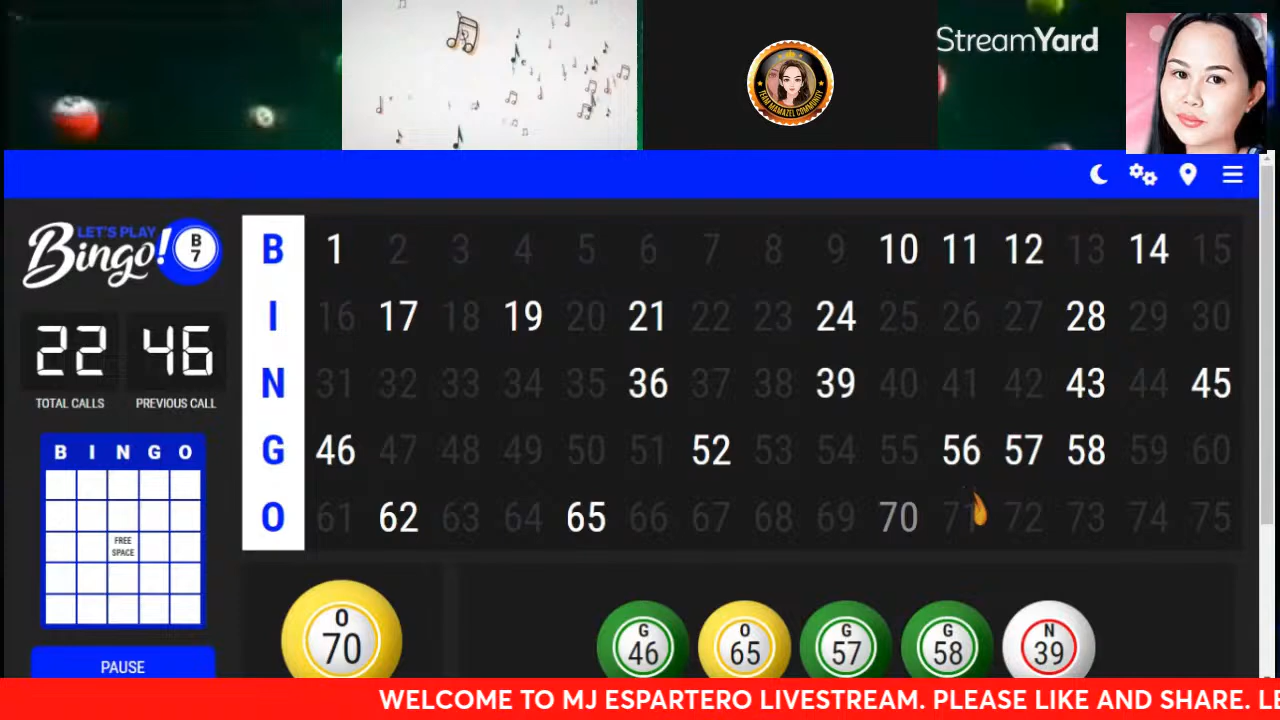 StreamYard
TEAM MAMAZEL COMMUNITY
LET'S PLAY
Bingo!
B
7
22
46
TOTAL CALLS
PREVIOUS CALL
B I N G O
FREE
SPACE
PAUSE
B 1 2 3 4 5 6 7 8 9 10 11 12 13 14 15
I 16 17 18 19 20 21 22 23 24 25 26 27 28 29 30
N 31 32 33 34 35 36 37 38 39 40 41 42 43 44 45
G 46 47 48 49 50 51 52 53 54 55 56 57 58 59 60
O 61 62 63 64 65 66 67 68 69 70 71 72 73 74 75
O
70
G
46
O
65
G
57
G
58
N
39
WELCOME TO MJ ESPARTERO LIVESTREAM. PLEASE LIKE AND SHARE. LE